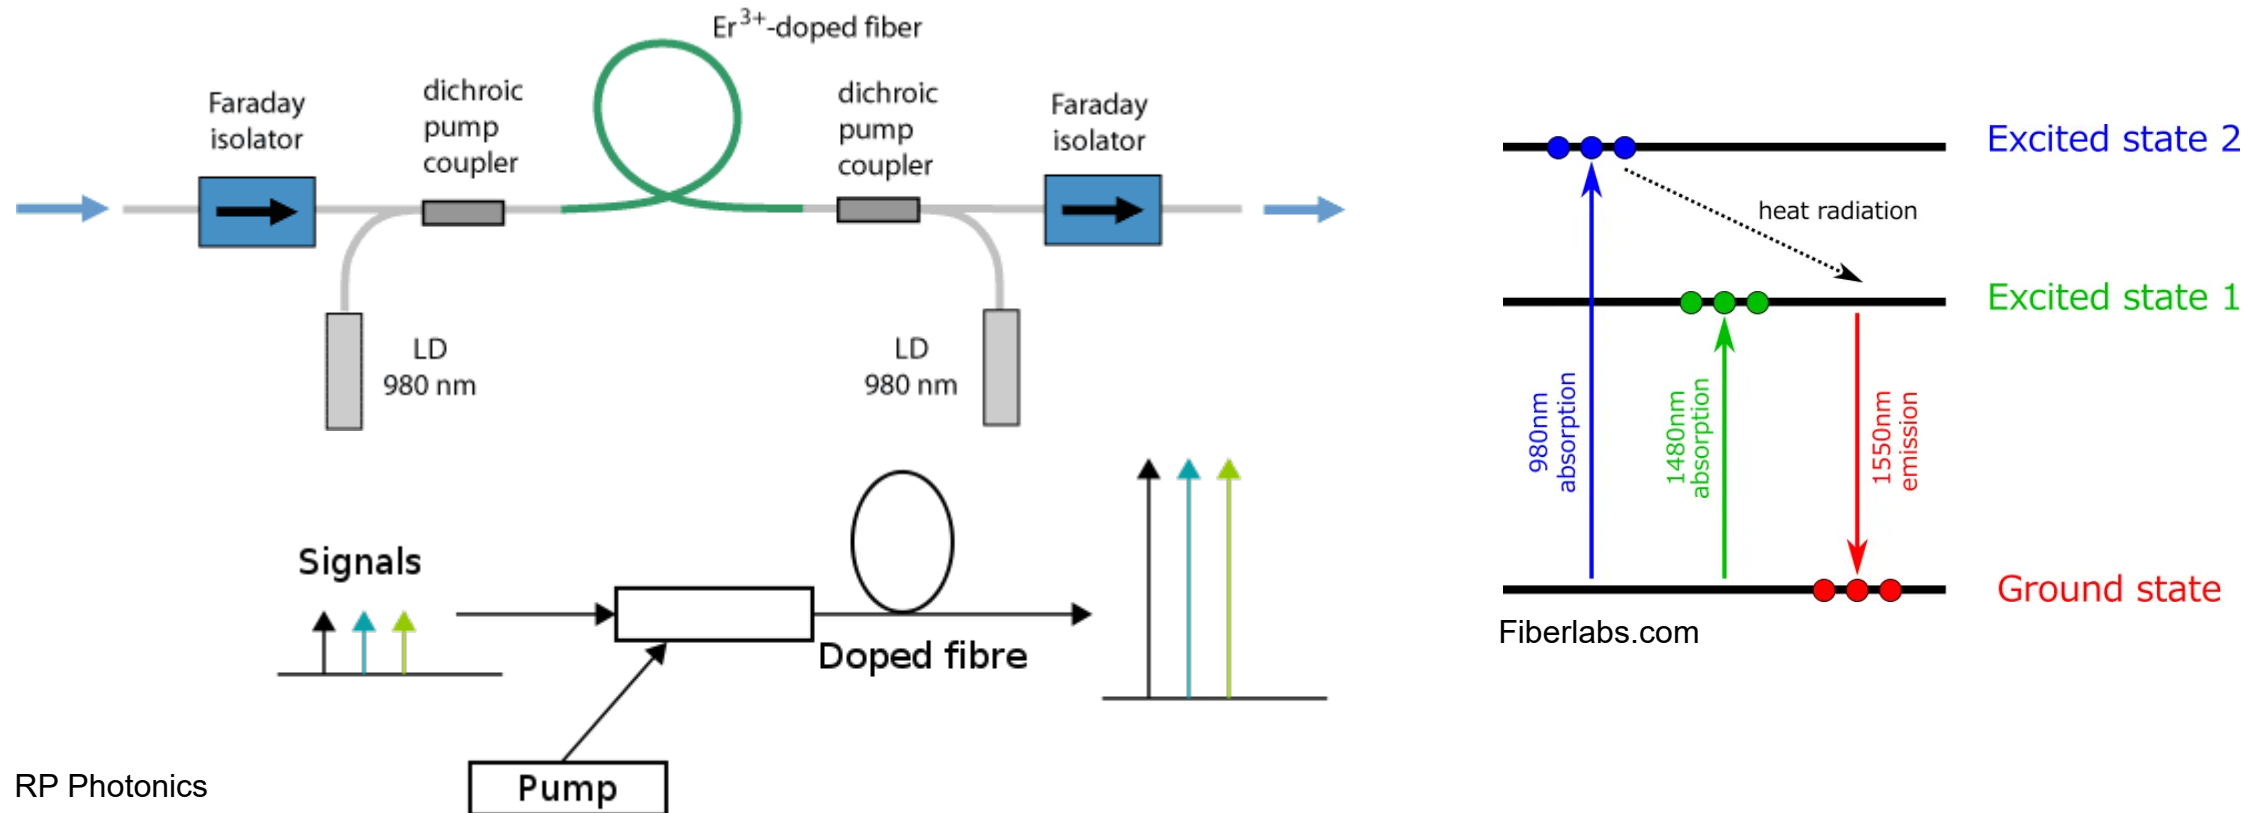 Er3+-doped fiber
Faraday
isolator
dichroic
pump
coupler
dichroic
pump
coupler
Faraday
isolator
LD
980 nm
LD
980 nm
Signals
Doped fibre
Pump
RP Photonics
Excited state 2
heat radiation
Excited state 1
980nm
absorption
1480nm
absorption
1550nm
emission
Ground state
Fiberlabs.com